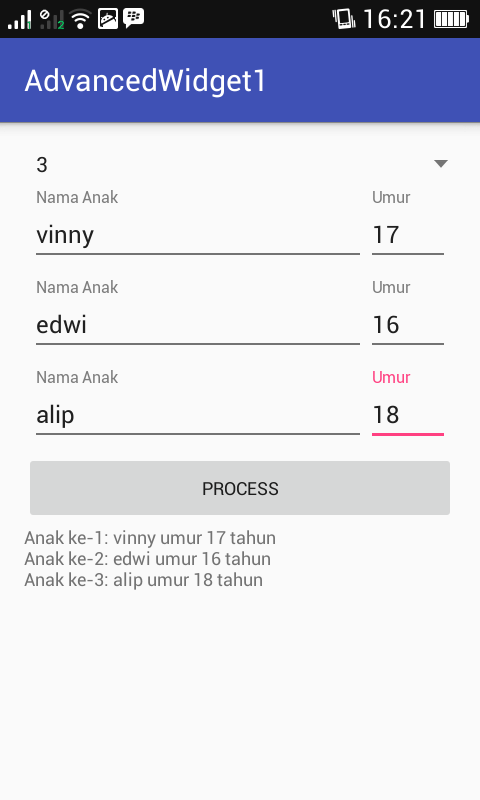 16:21
AdvancedWidget1
3
Nama Anak Umur
vinny 17
Nama Anak Umur
edwi 16
Nama Anak Umur
alip 18
PROCESS
Anak ke-1: vinny umur 17 tahun
Anak ke-2: edwi umur 16 tahun
Anak ke-3: alip umur 18 tahun